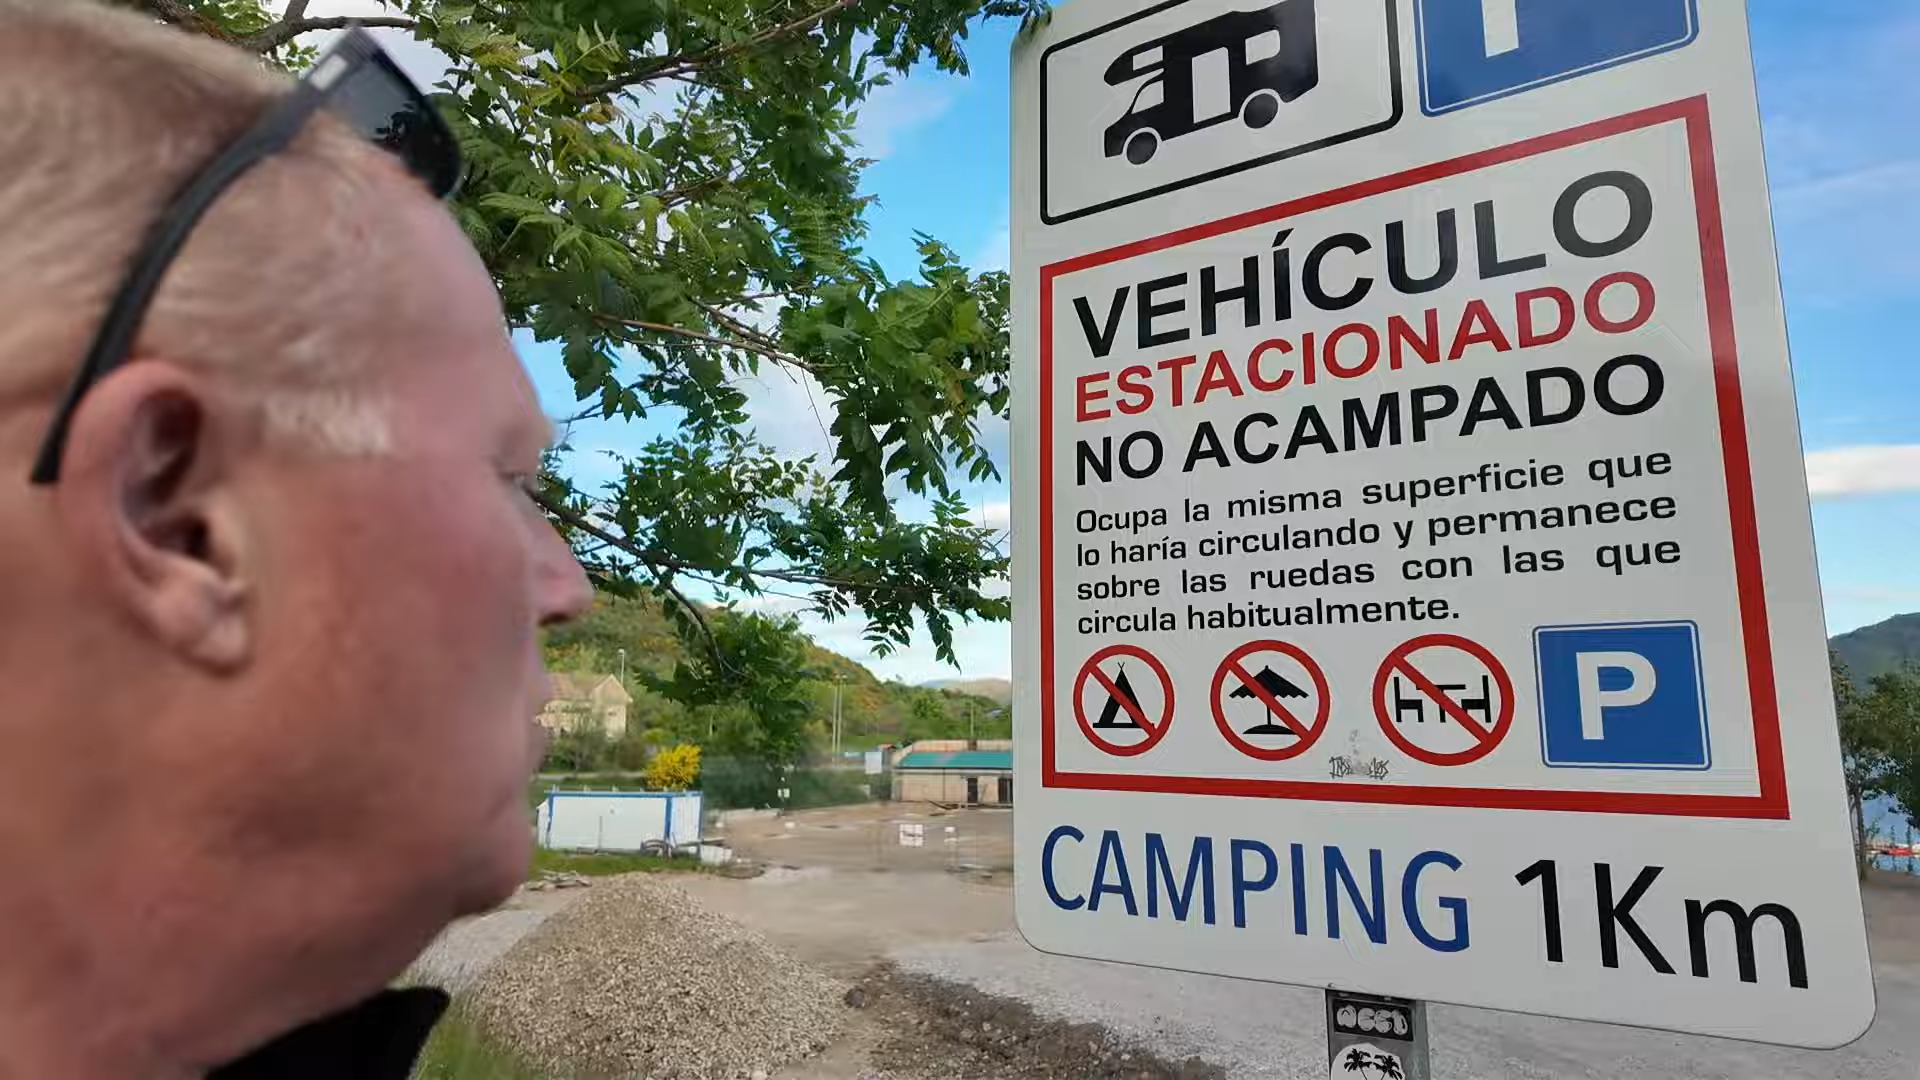 P
VEHÍCULO
ESTACIONADO
NO ACAMPADO
Ocupa la misma superficie que
lo haría circulando y permanece
sobre las ruedas con las que
circula habitualmente.
P
CAMPING 1Km